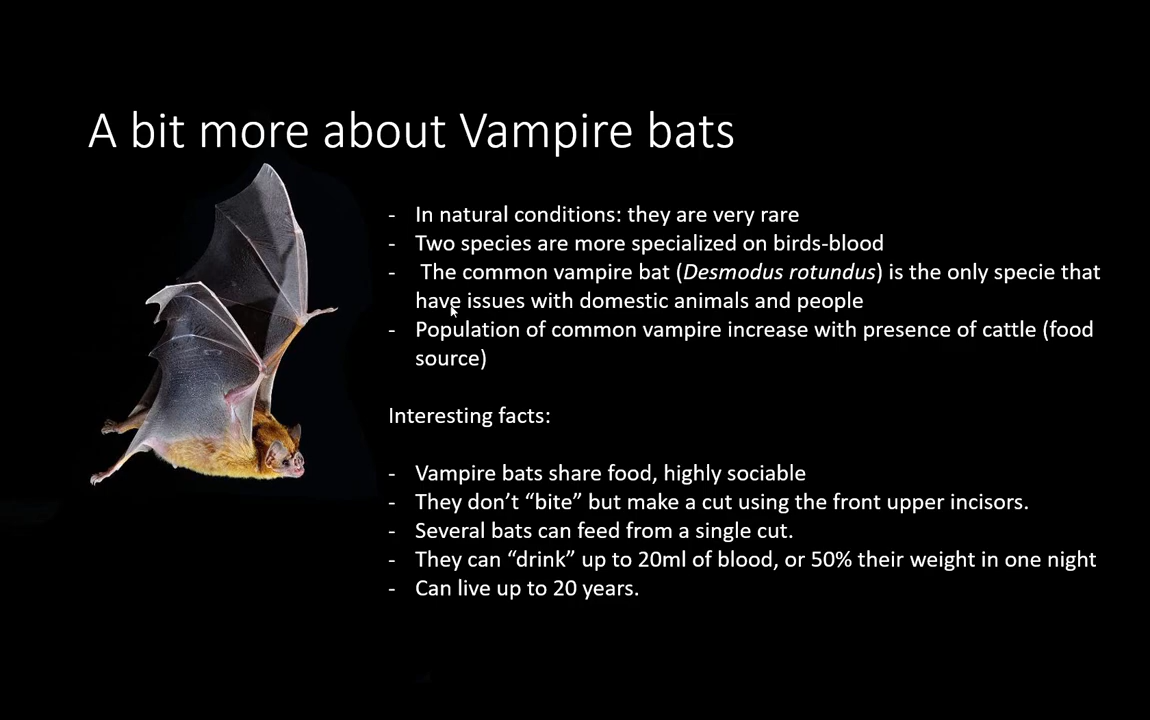 A bit more about Vampire bats
- In natural conditions: they are very rare
- Two species are more specialized on birds-blood
- The common vampire bat (Desmodus rotundus) is the only specie that
have issues with domestic animals and people
- Population of common vampire increase with presence of cattle (food
source)
Interesting facts:
- Vampire bats share food, highly sociable
- They don’t “bite” but make a cut using the front upper incisors.
- Several bats can feed from a single cut.
- They can “drink” up to 20ml of blood, or 50% their weight in one night
- Can live up to 20 years.